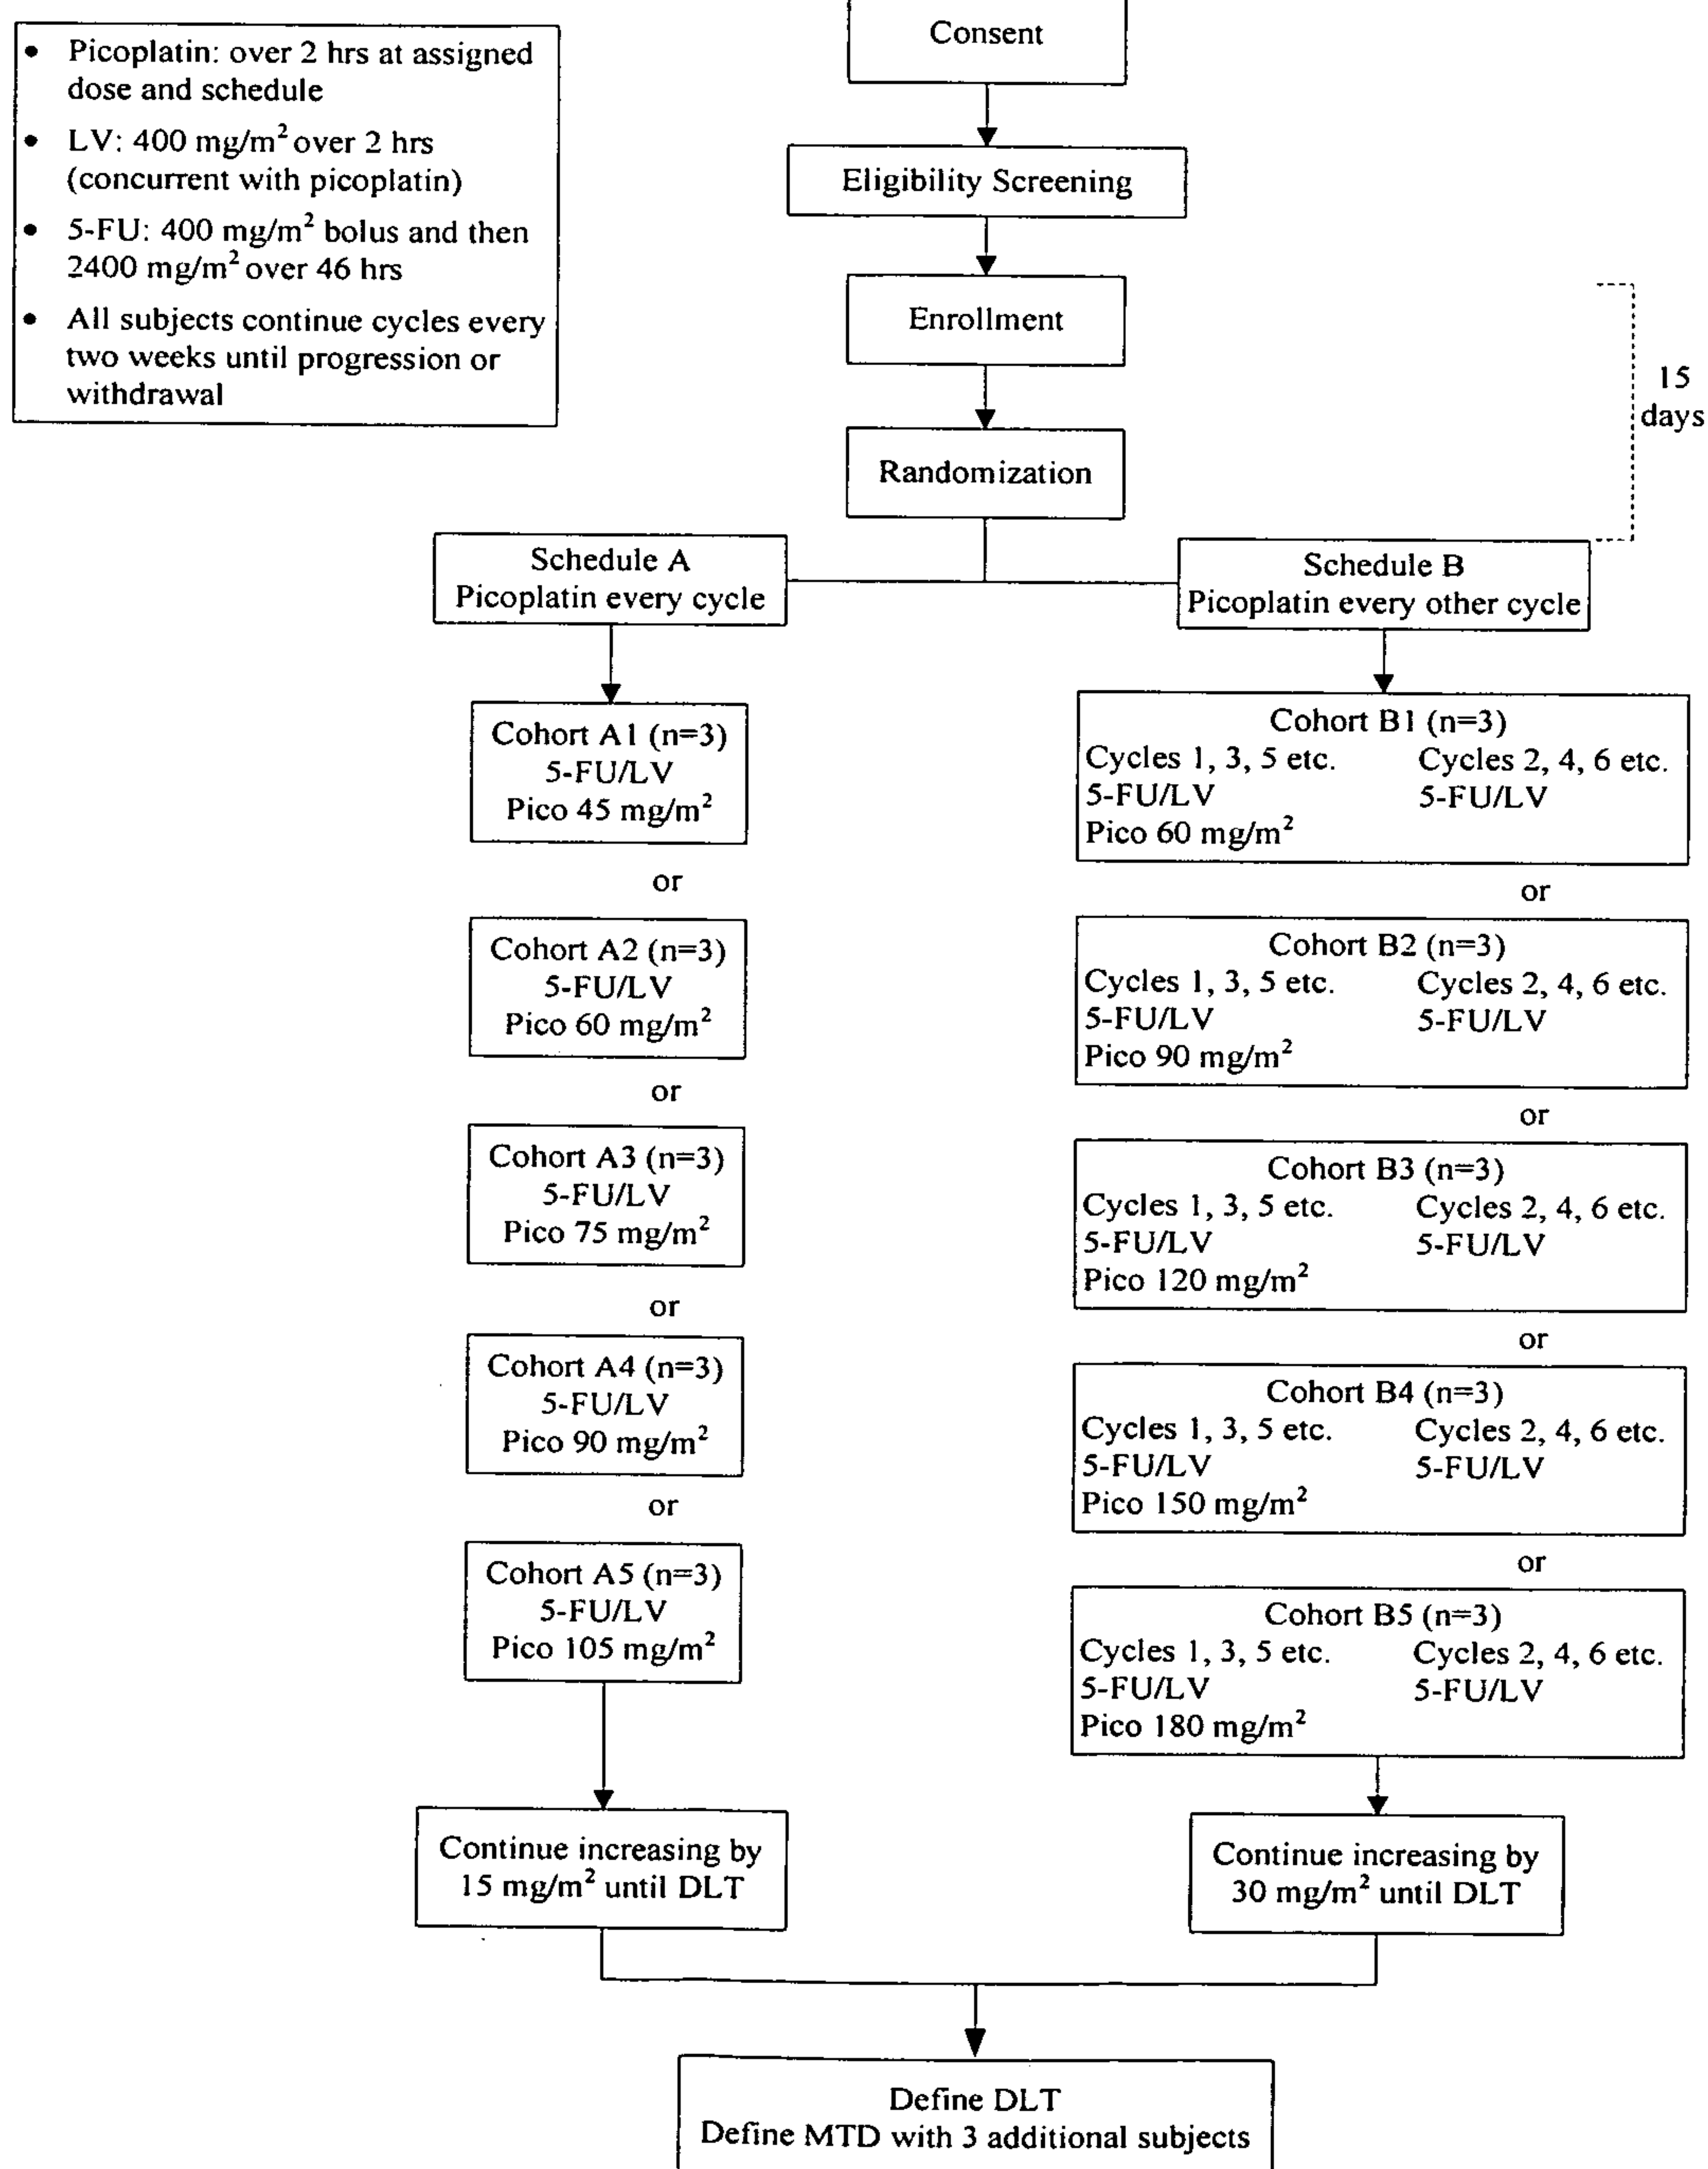 • Picoplatin: over 2 hrs at assigned
dose and schedule
• LV: 400 mg/m² over 2 hrs
(concurrent with picoplatin)
• 5-FU: 400 mg/m² bolus and then
2400 mg/m² over 46 hrs
• All subjects continue cycles every
two weeks until progression or
withdrawal
Consent
Eligibility Screening
Enrollment
Randomization
15
days
Schedule A
Picoplatin every cycle
Schedule B
Picoplatin every other cycle
Cohort A1 (n=3)
5-FU/LV
Pico 45 mg/m²
or
Cohort A2 (n=3)
5-FU/LV
Pico 60 mg/m²
or
Cohort A3 (n=3)
5-FU/LV
Pico 75 mg/m²
or
Cohort A4 (n=3)
5-FU/LV
Pico 90 mg/m²
or
Cohort A5 (n=3)
5-FU/LV
Pico 105 mg/m²
Continue increasing by
15 mg/m² until DLT
Cohort B1 (n=3)
Cycles 1, 3, 5 etc. Cycles 2, 4, 6 etc.
5-FU/LV 5-FU/LV
Pico 60 mg/m²
or
Cohort B2 (n=3)
Cycles 1, 3, 5 etc. Cycles 2, 4, 6 etc.
5-FU/LV 5-FU/LV
Pico 90 mg/m²
or
Cohort B3 (n=3)
Cycles 1, 3, 5 etc. Cycles 2, 4, 6 etc.
5-FU/LV 5-FU/LV
Pico 120 mg/m²
or
Cohort B4 (n=3)
Cycles 1, 3, 5 etc. Cycles 2, 4, 6 etc.
5-FU/LV 5-FU/LV
Pico 150 mg/m²
or
Cohort B5 (n=3)
Cycles 1, 3, 5 etc. Cycles 2, 4, 6 etc.
5-FU/LV 5-FU/LV
Pico 180 mg/m²
Continue increasing by
30 mg/m² until DLT
Define DLT
Define MTD with 3 additional subjects